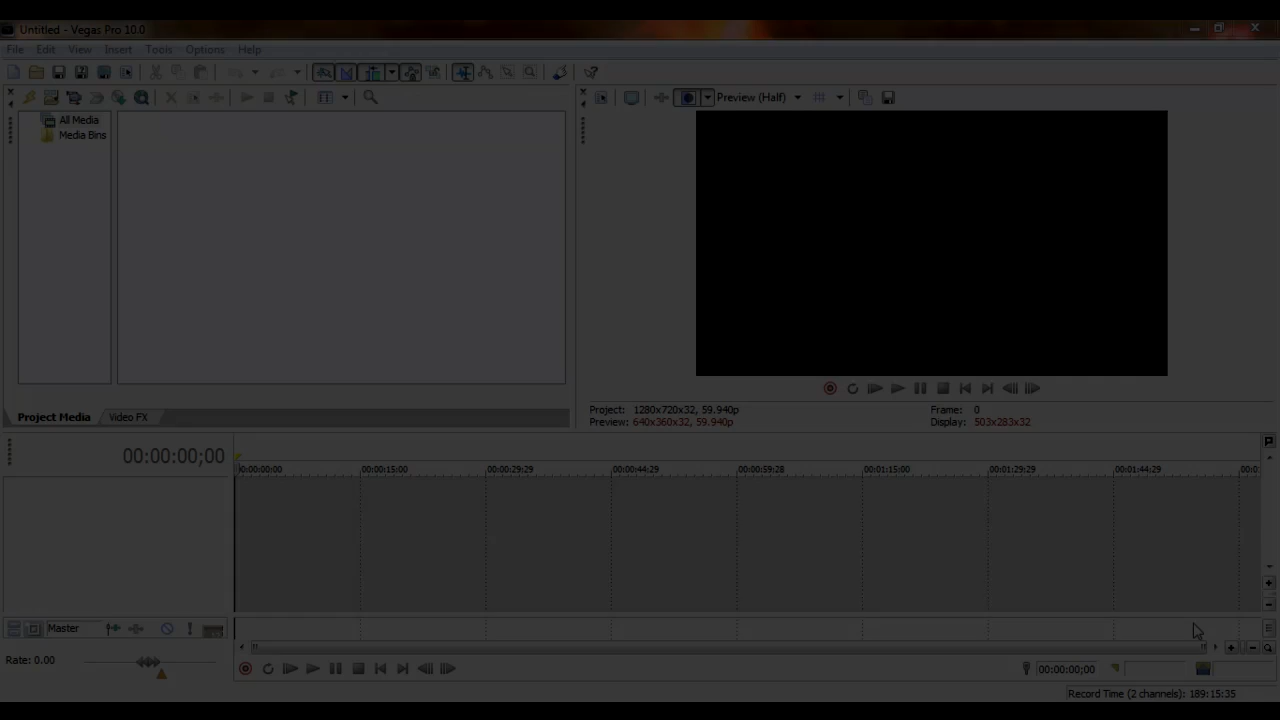 Untitled - Vegas Pro 10.0
File Edit View Insert Tools Options Help
Preview (Half)
All Media
Media Bins
Project Media Video FX
Project: 1280x720x32, 59.940p Frame: 0
Preview: 640x360x32, 59.940p Display: 503x283x32
00:00:00;00
00:00:00 00:00:15:00 00:00:29:29 00:00:44:29 00:00:59:28 00:01:15:00 00:01:29:29 00:01:44:29
Master
Rate: 0.00
00:00:00;00
Record Time (2 channels): 189:15:35